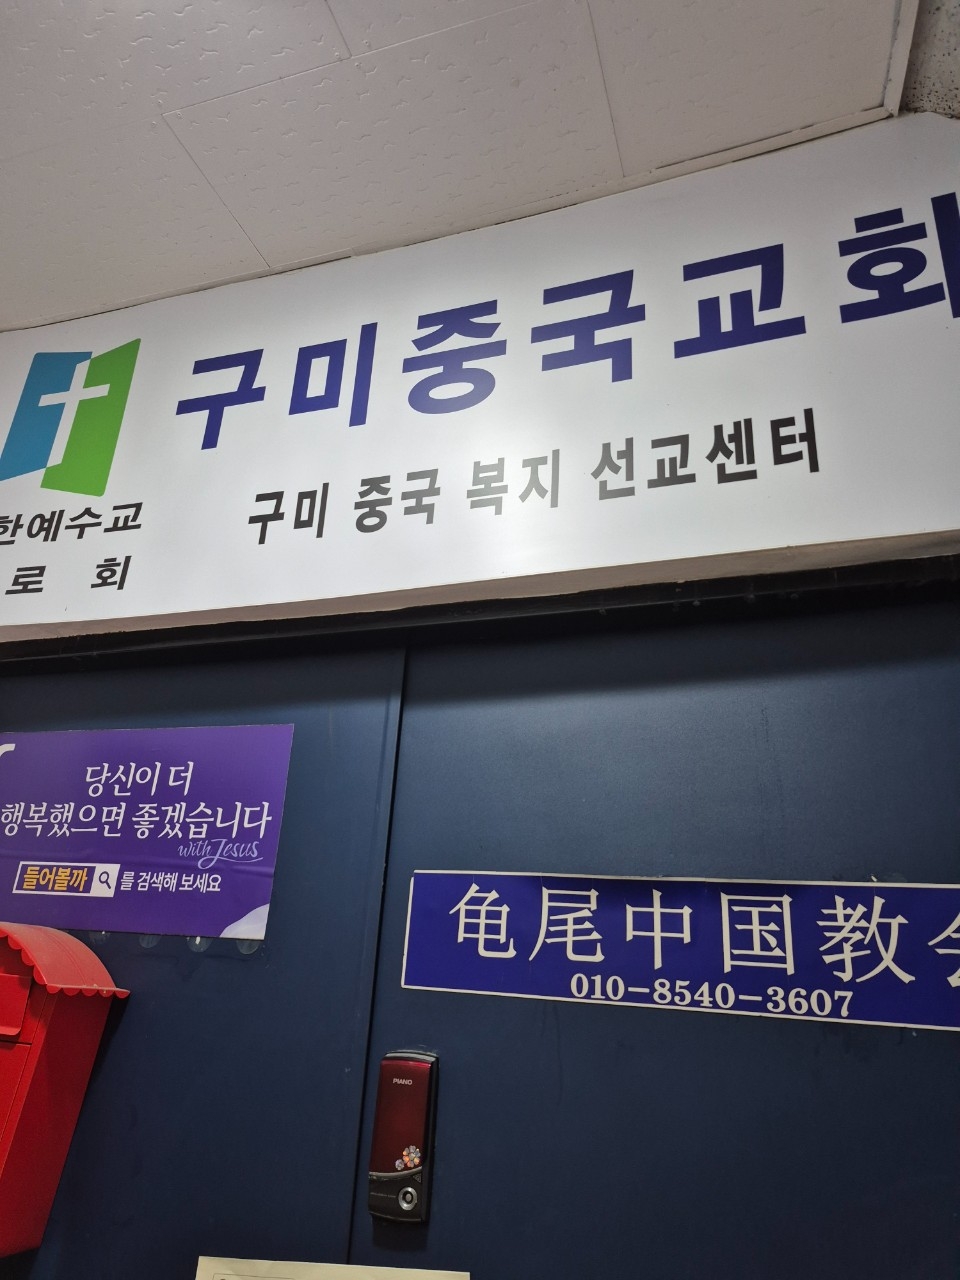 구미중국교회
구미 중국 복지 선교센터
한예수교
로 회
당신이 더
행복했으면 좋겠습니다
with Jesus
들어볼까 를 검색해 보세요
龟尾中国教会
010-8540-3607
PIANO